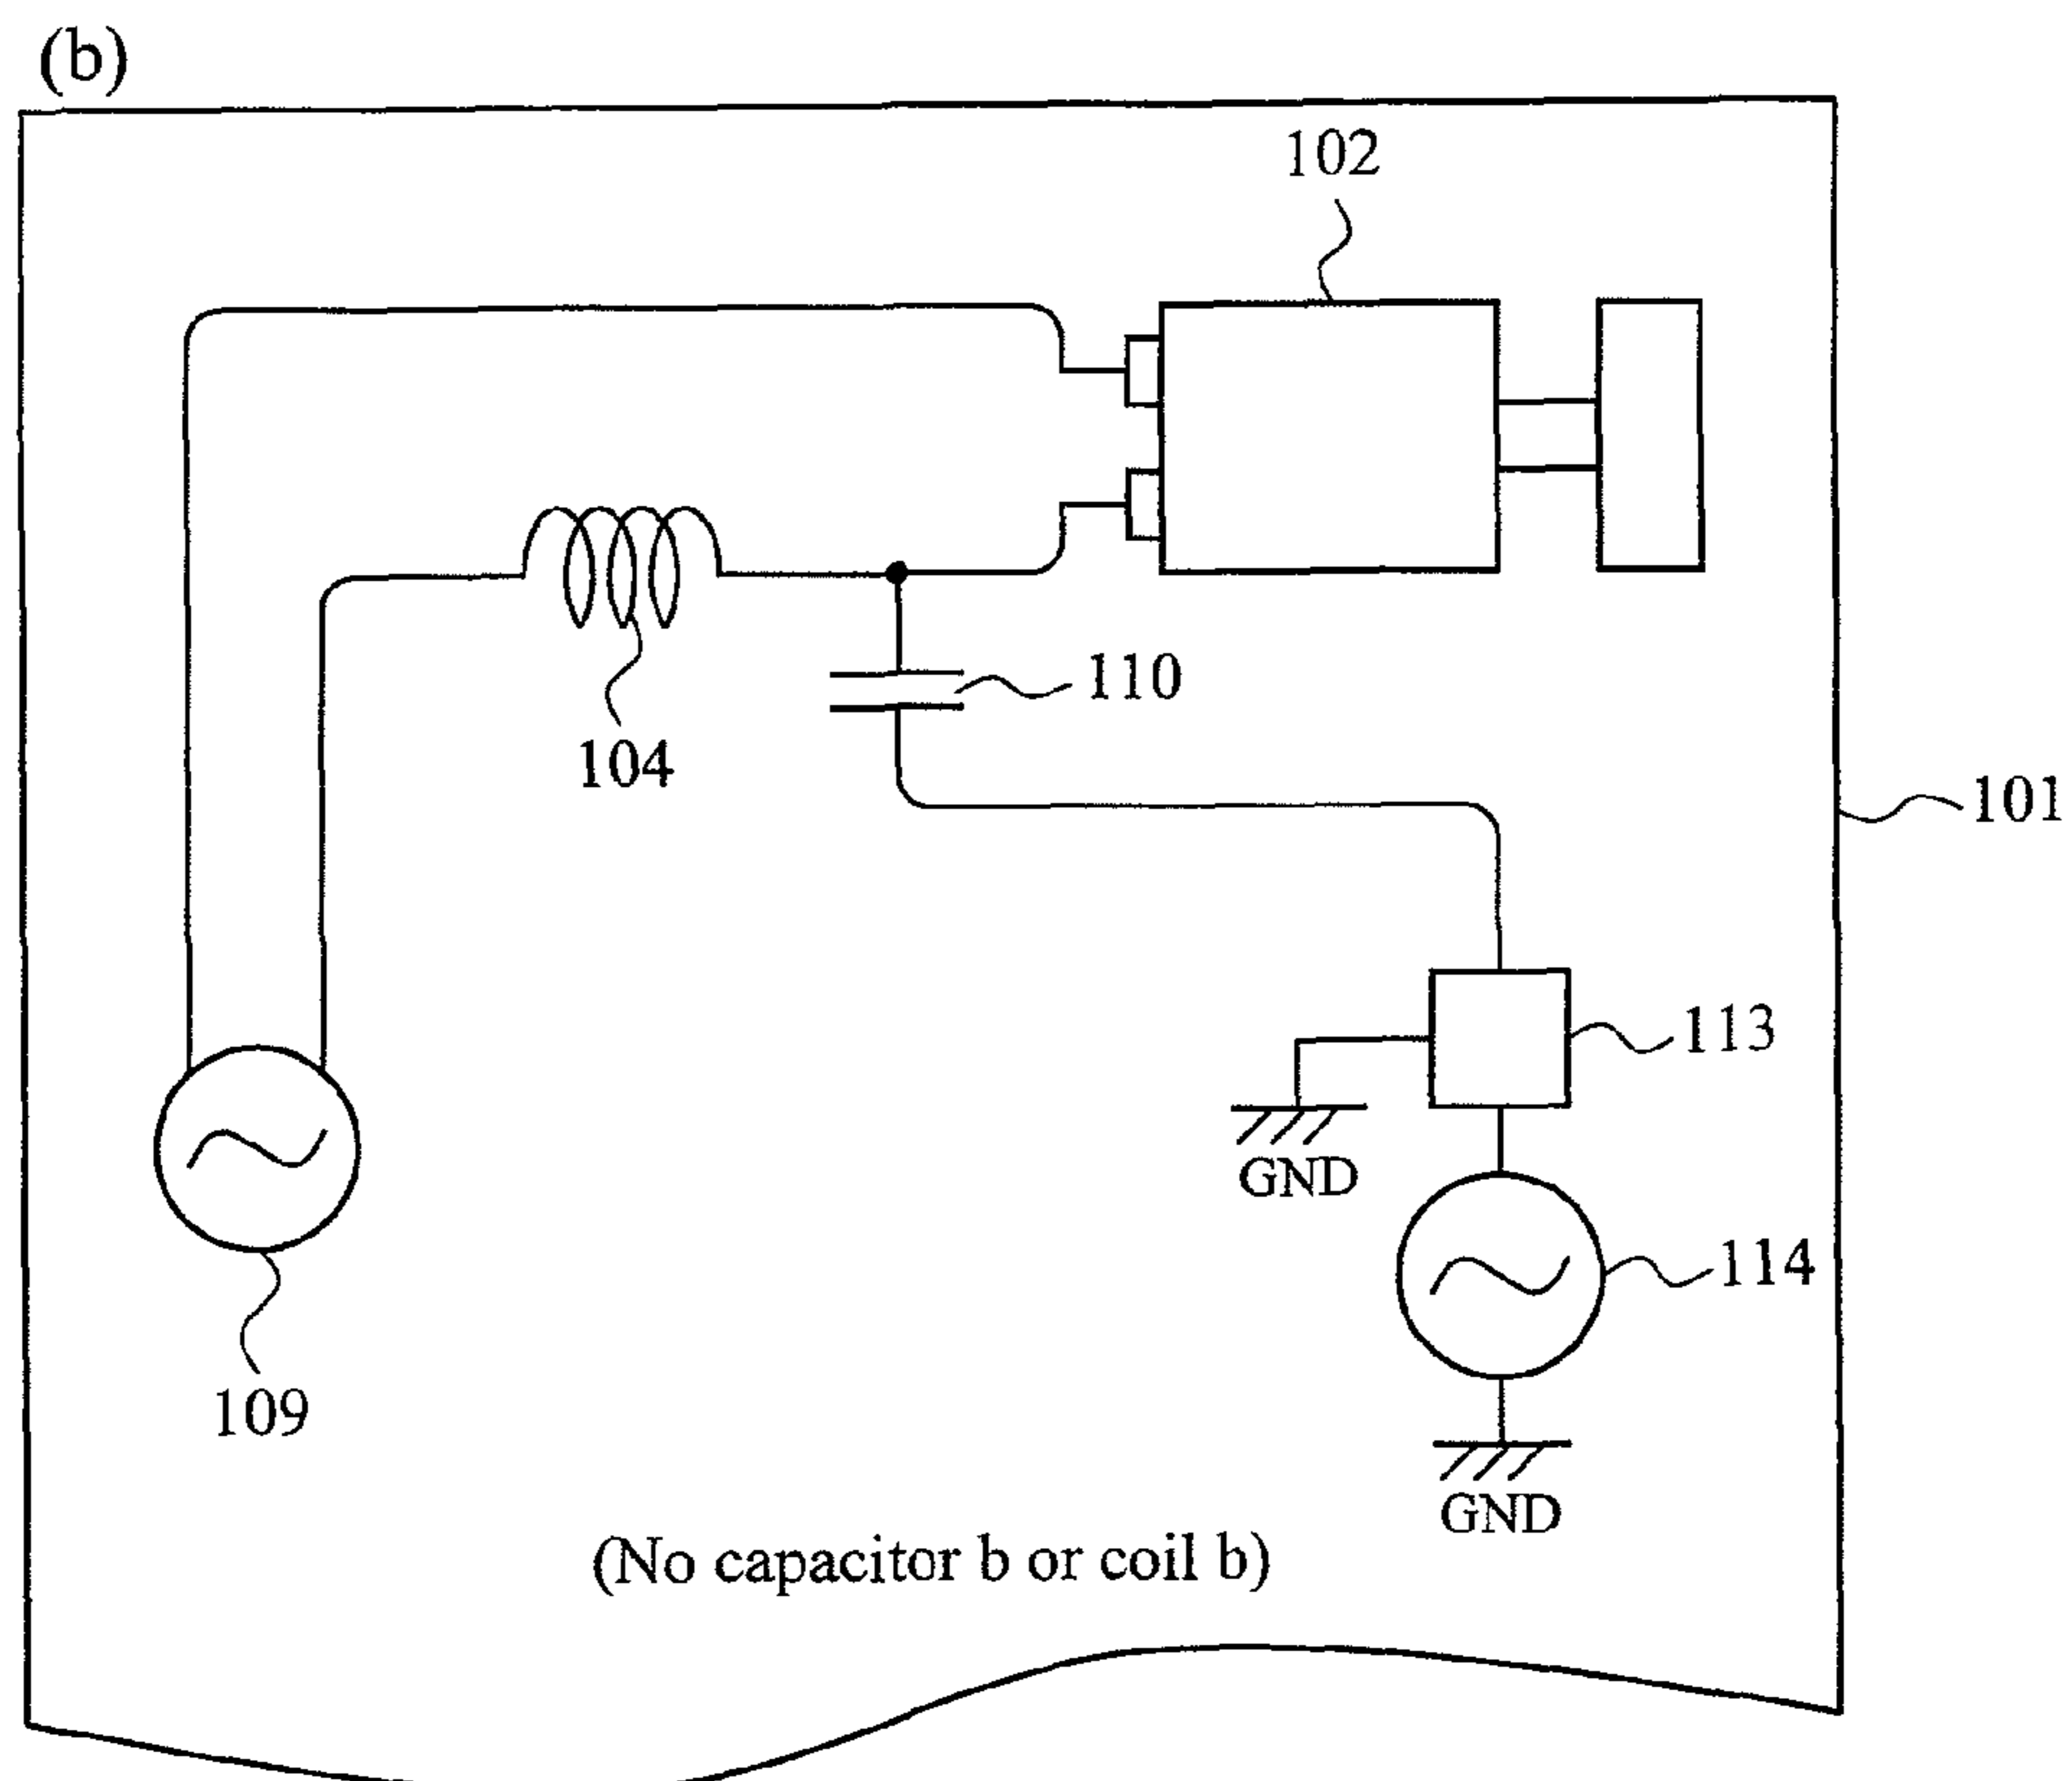 (b)
102
110
104
101
113
GND
114
109
GND
(No capacitor b or coil b)